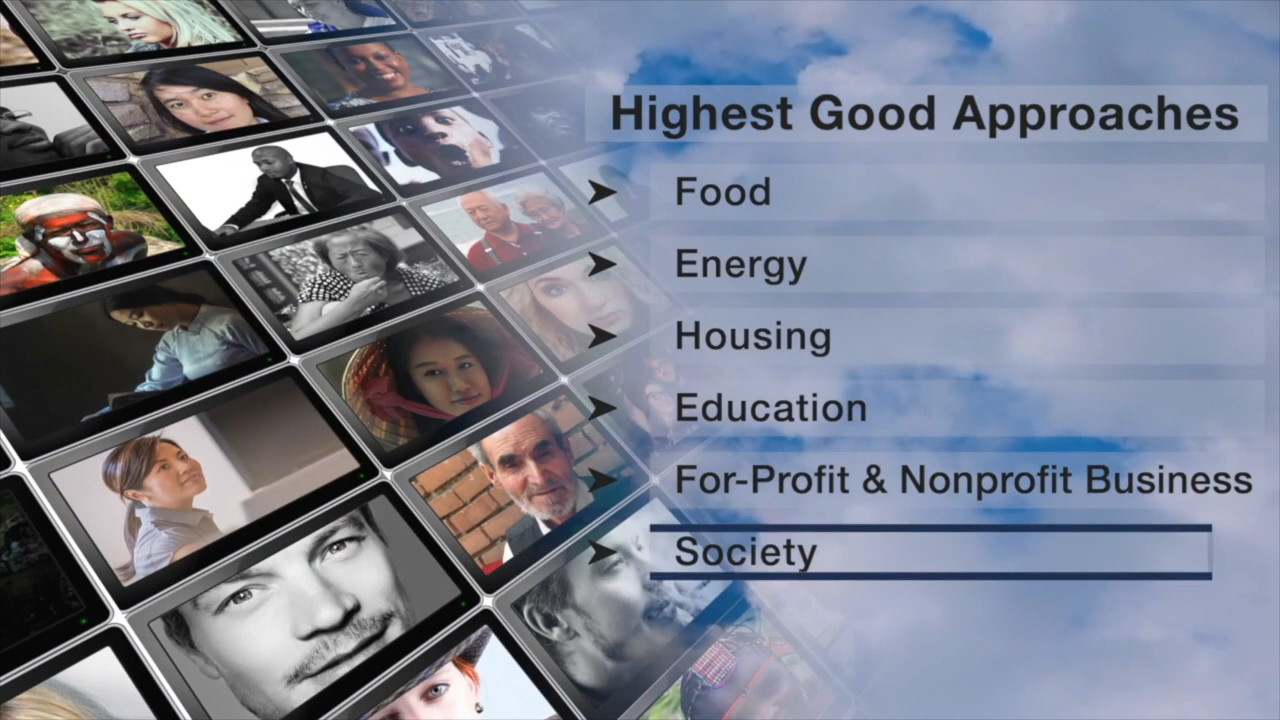 Highest Good Approaches
Food
Energy
Housing
Education
For-Profit & Nonprofit Business
Society